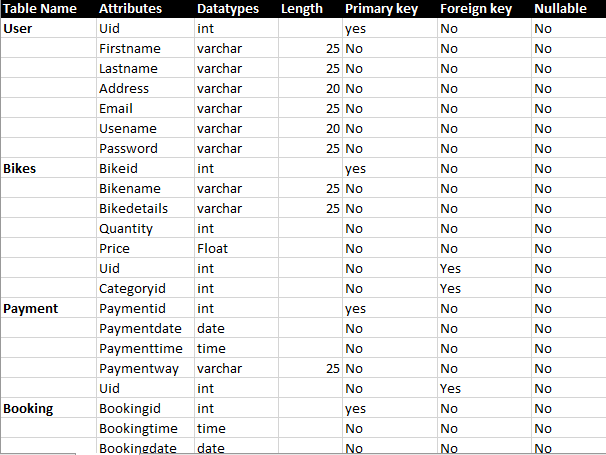 Table Name Attributes Datatypes Length Primary key Foreign key Nullable
User Uid int yes No No
Firstname varchar 25 No No No
Lastname varchar 25 No No No
Address varchar 20 No No No
Email varchar 25 No No No
Usename varchar 20 No No No
Password varchar 25 No No No
Bikes Bikeid int yes No No
Bikename varchar 25 No No No
Bikedetails varchar 25 No No No
Quantity int No No No
Price Float No No No
Uid int No Yes No
Categoryid int No Yes No
Payment Paymentid int yes No No
Paymentdate date No No No
Paymenttime time No No No
Paymentway varchar 25 No No No
Uid int No Yes No
Booking Bookingid int yes No No
Bookingtime time No No No
Bookingdate date No No No